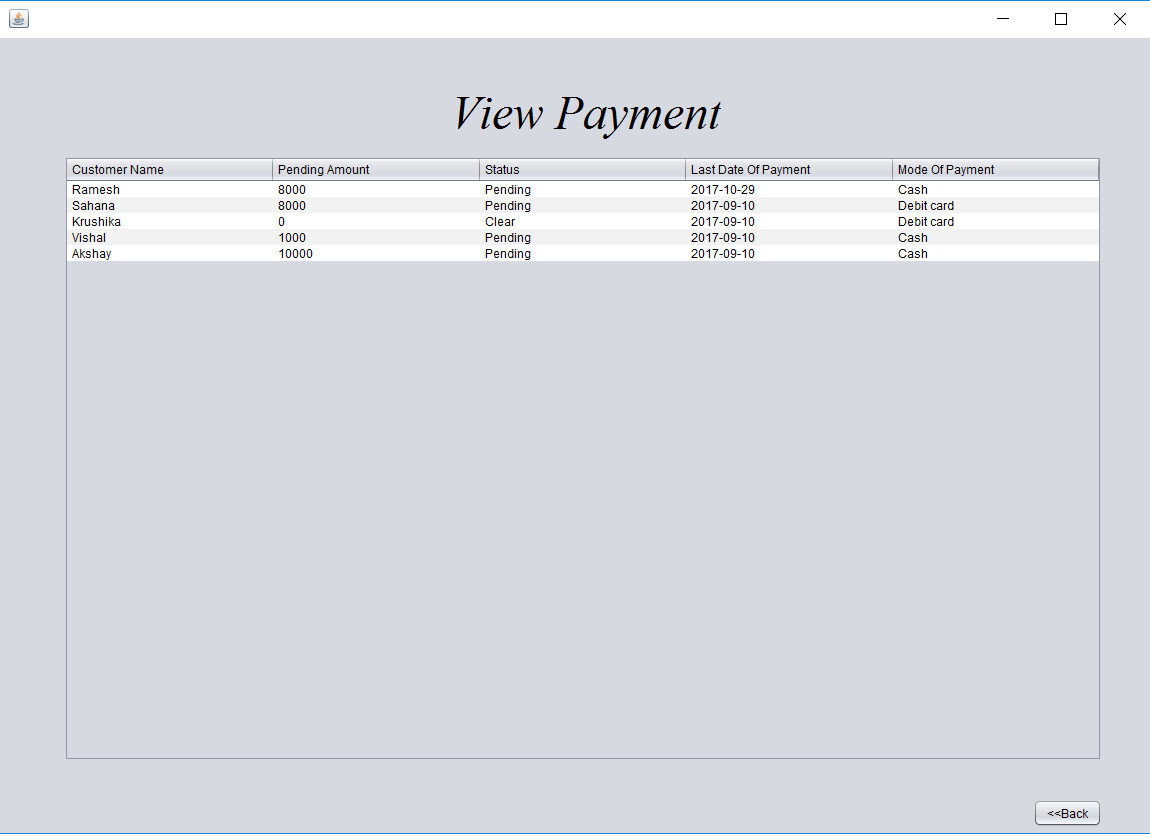 View Payment
Customer Name Pending Amount Status Last Date Of Payment Mode Of Payment
Ramesh 8000 Pending 2017-10-29 Cash
Sahana 8000 Pending 2017-09-10 Debit card
Krushika 0 Clear 2017-09-10 Debit card
Vishal 1000 Pending 2017-09-10 Cash
Akshay 10000 Pending 2017-09-10 Cash
<<Back